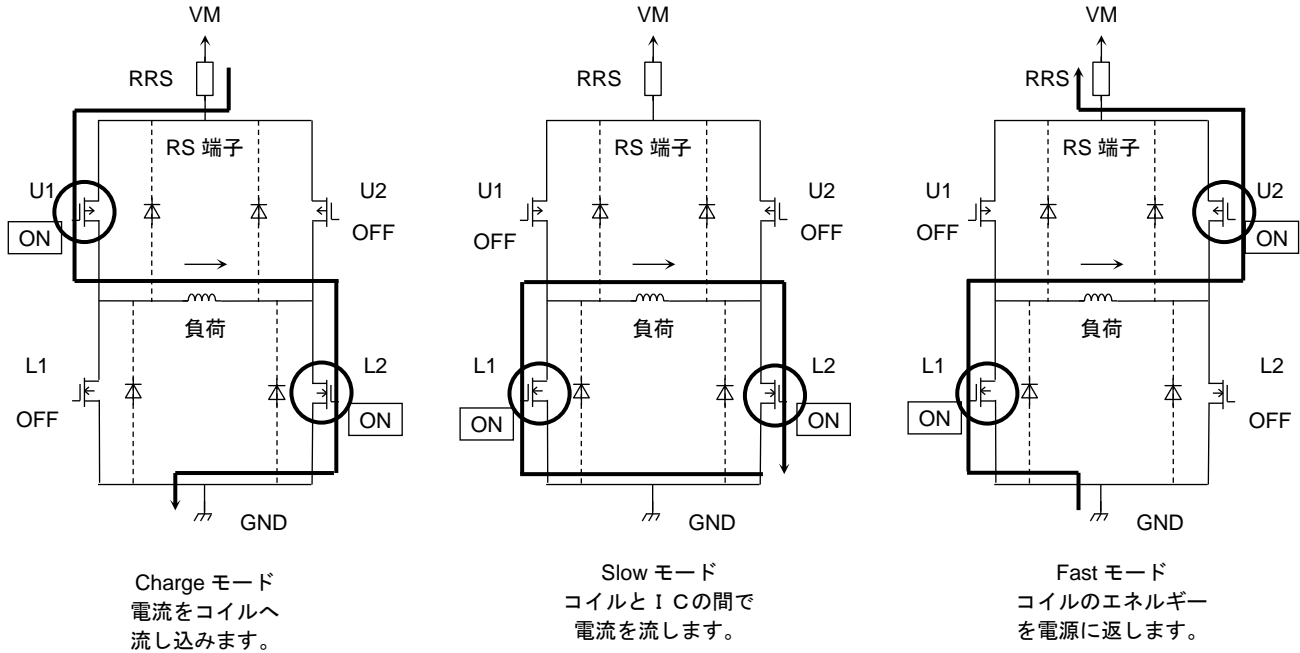 VM
RRS
RS 端子
U1
ON
U2
OFF
負荷
L1
OFF
L2
ON
GND
Charge モード
電流をコイルへ
流し込みます。
VM
RRS
RS 端子
U1
OFF
U2
OFF
負荷
L1
ON
L2
ON
GND
Slow モード
コイルとＩＣの間で
電流を流します。
VM
RRS
RS 端子
U1
OFF
U2
ON
負荷
L1
ON
L2
OFF
GND
Fast モード
コイルのエネルギー
を電源に返します。